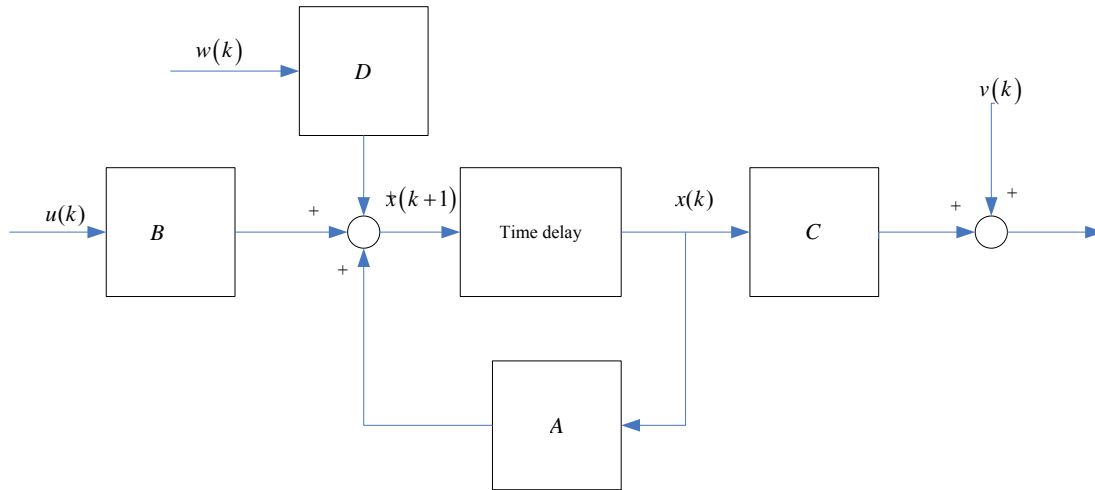 w(k)
D
v(k)
u(k)
B
+
+
x(k+1)
Time delay
x(k)
C
+
+
+
A